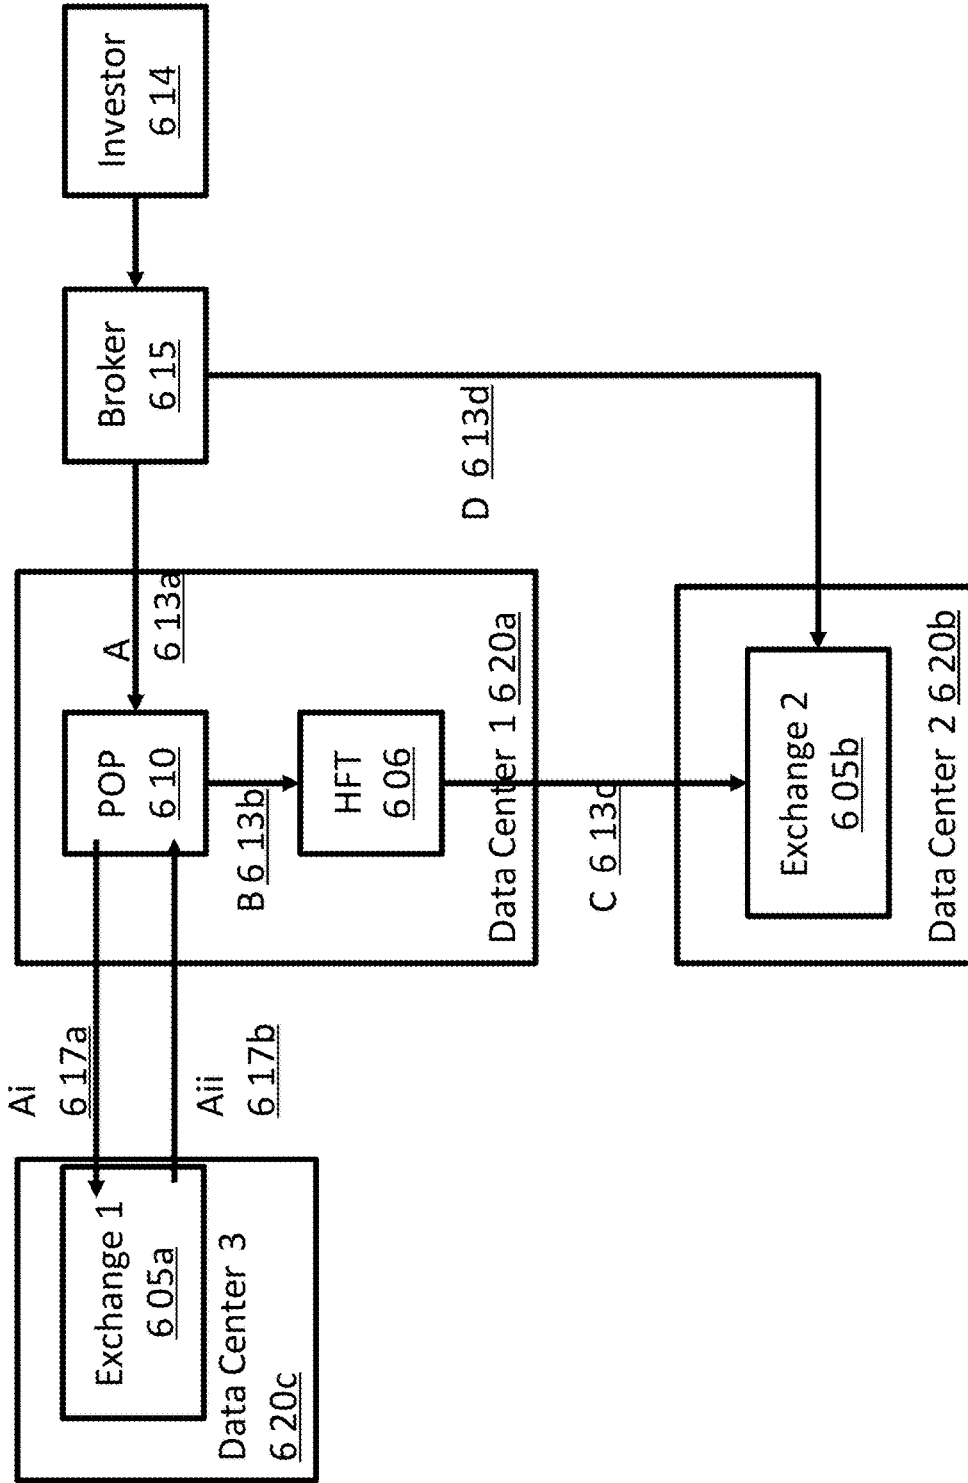 Investor
614
Broker
615
A
613a
D 613d
POP
610
B 613b
HFT
606
Data Center 1 620a
C 613c
Exchange 2
605b
Data Center 2 620b
Ai
617a
Aii
617b
Exchange 1
605a
Data Center 3
620c